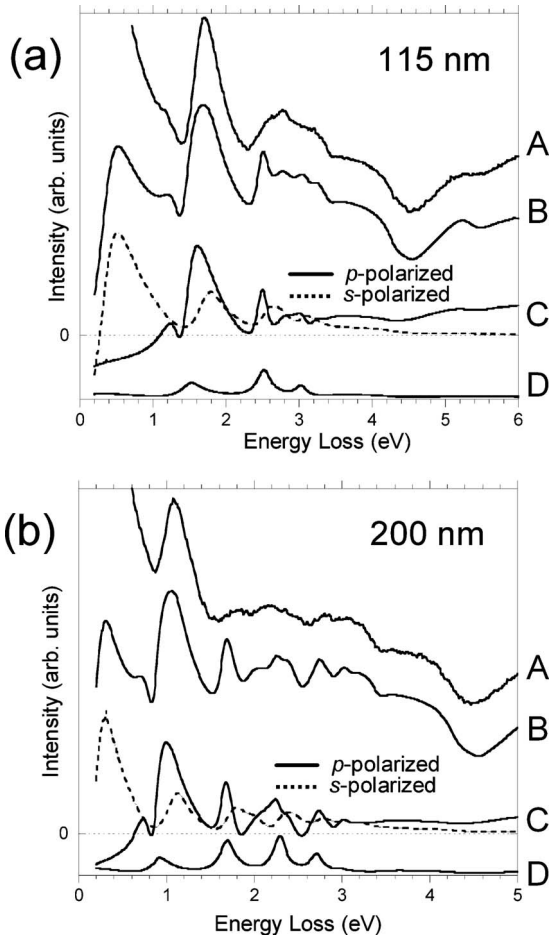 (a)
115 nm
A
B
p-polarized
s-polarized
C
D
Intensity (arb. units)
0
0 1 2 3 4 5 6
Energy Loss (eV)
(b)
200 nm
A
B
p-polarized
s-polarized
C
D
Intensity (arb. units)
0
0 1 2 3 4 5
Energy Loss (eV)